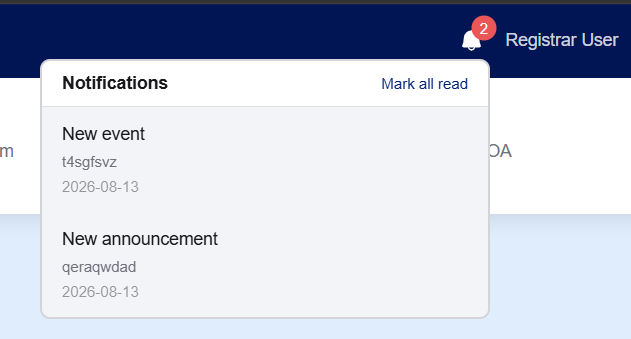 2
Registrar User
Notifications
Mark all read
New event
t4sgfsvz
2026-08-13
m
OA
New announcement
qeraqwdad
2026-08-13